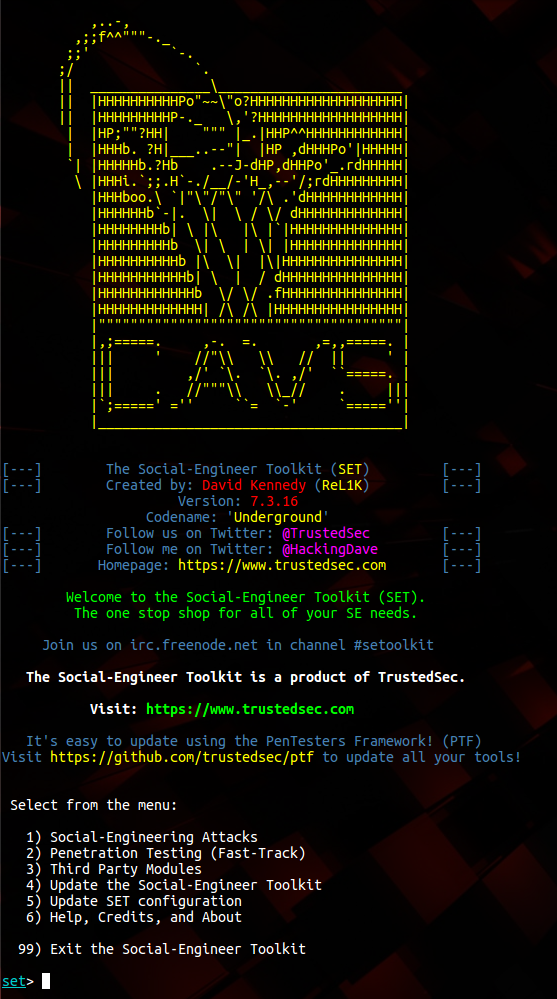 [---]        The Social-Engineer Toolkit (SET)         [---]
[---]        Created by: David Kennedy (ReL1K)         [---]
                      Version: 7.3.16
                  Codename: 'Underground'
[---]        Follow us on Twitter: @TrustedSec         [---]
[---]        Follow me on Twitter: @HackingDave        [---]
[---]       Homepage: https://www.trustedsec.com       [---]
        Welcome to the Social-Engineer Toolkit (SET).
         The one stop shop for all of your SE needs.
     Join us on irc.freenode.net in channel #setoolkit
   The Social-Engineer Toolkit is a product of TrustedSec.
           Visit: https://www.trustedsec.com
   It's easy to update using the PenTesters Framework! (PTF)
Visit https://github.com/trustedsec/ptf to update all your tools!
 Select from the menu:
   1) Social-Engineering Attacks
   2) Penetration Testing (Fast-Track)
   3) Third Party Modules
   4) Update the Social-Engineer Toolkit
   5) Update SET configuration
   6) Help, Credits, and About
  99) Exit the Social-Engineer Toolkit
set>